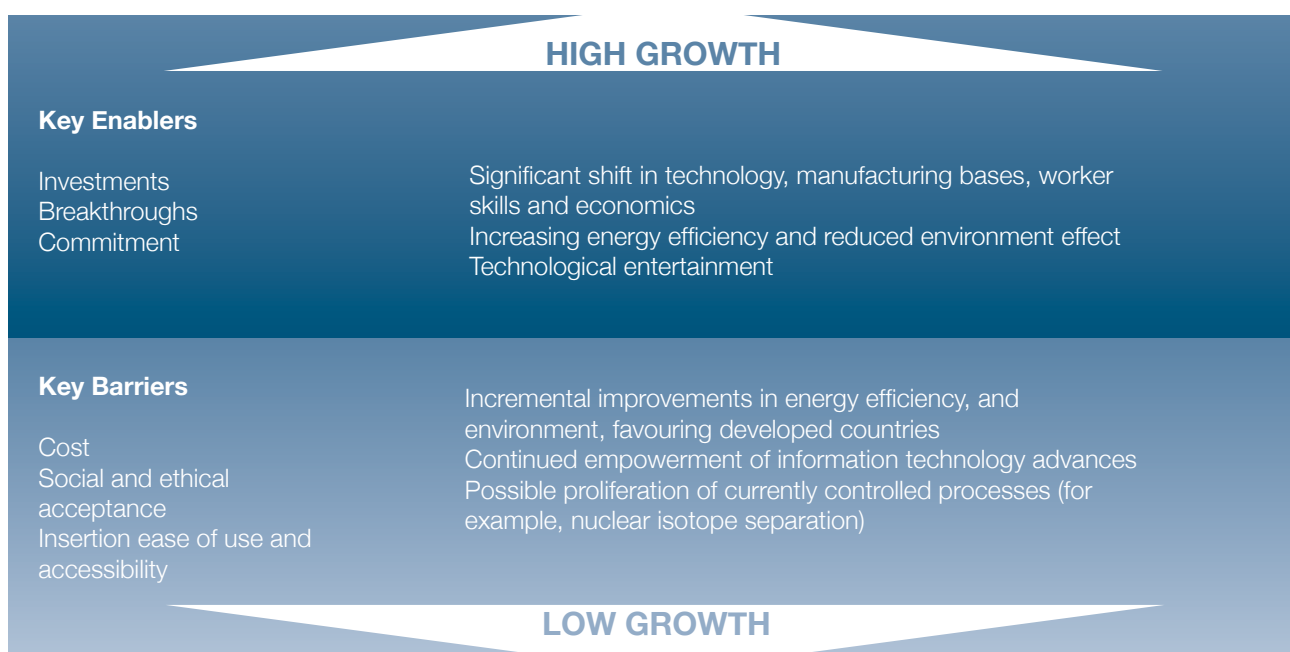 HIGH GROWTH
Key Enablers
Investments
Breakthroughs
Commitment
Significant shift in technology, manufacturing bases, worker
skills and economics
Increasing energy efficiency and reduced environment effect
Technological entertainment
Key Barriers
Cost
Social and ethical
acceptance
Insertion ease of use and
accessibility
Incremental improvements in energy efficiency, and
environment, favouring developed countries
Continued empowerment of information technology advances
Possible proliferation of currently controlled processes (for
example, nuclear isotope separation)
LOW GROWTH